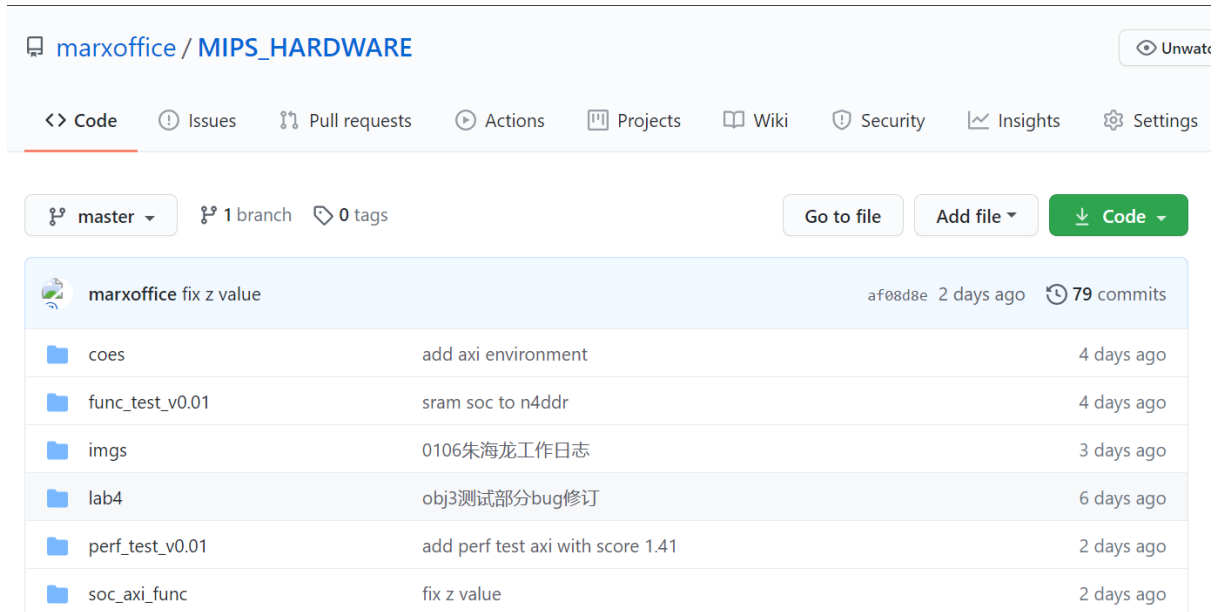 marxoffice / MIPS_HARDWARE Unwatc
<> Code Issues Pull requests Actions Projects Wiki Security Insights Settings
master 1 branch 0 tags Go to file Add file Code
marxoffice fix z value af08d8e 2 days ago 79 commits
coes add axi environment 4 days ago
func_test_v0.01 sram soc to n4ddr 4 days ago
imgs 0106朱海龙工作日志 3 days ago
lab4 obj3测试部分bug修订 6 days ago
perf_test_v0.01 add perf test axi with score 1.41 2 days ago
soc_axi_func fix z value 2 days ago